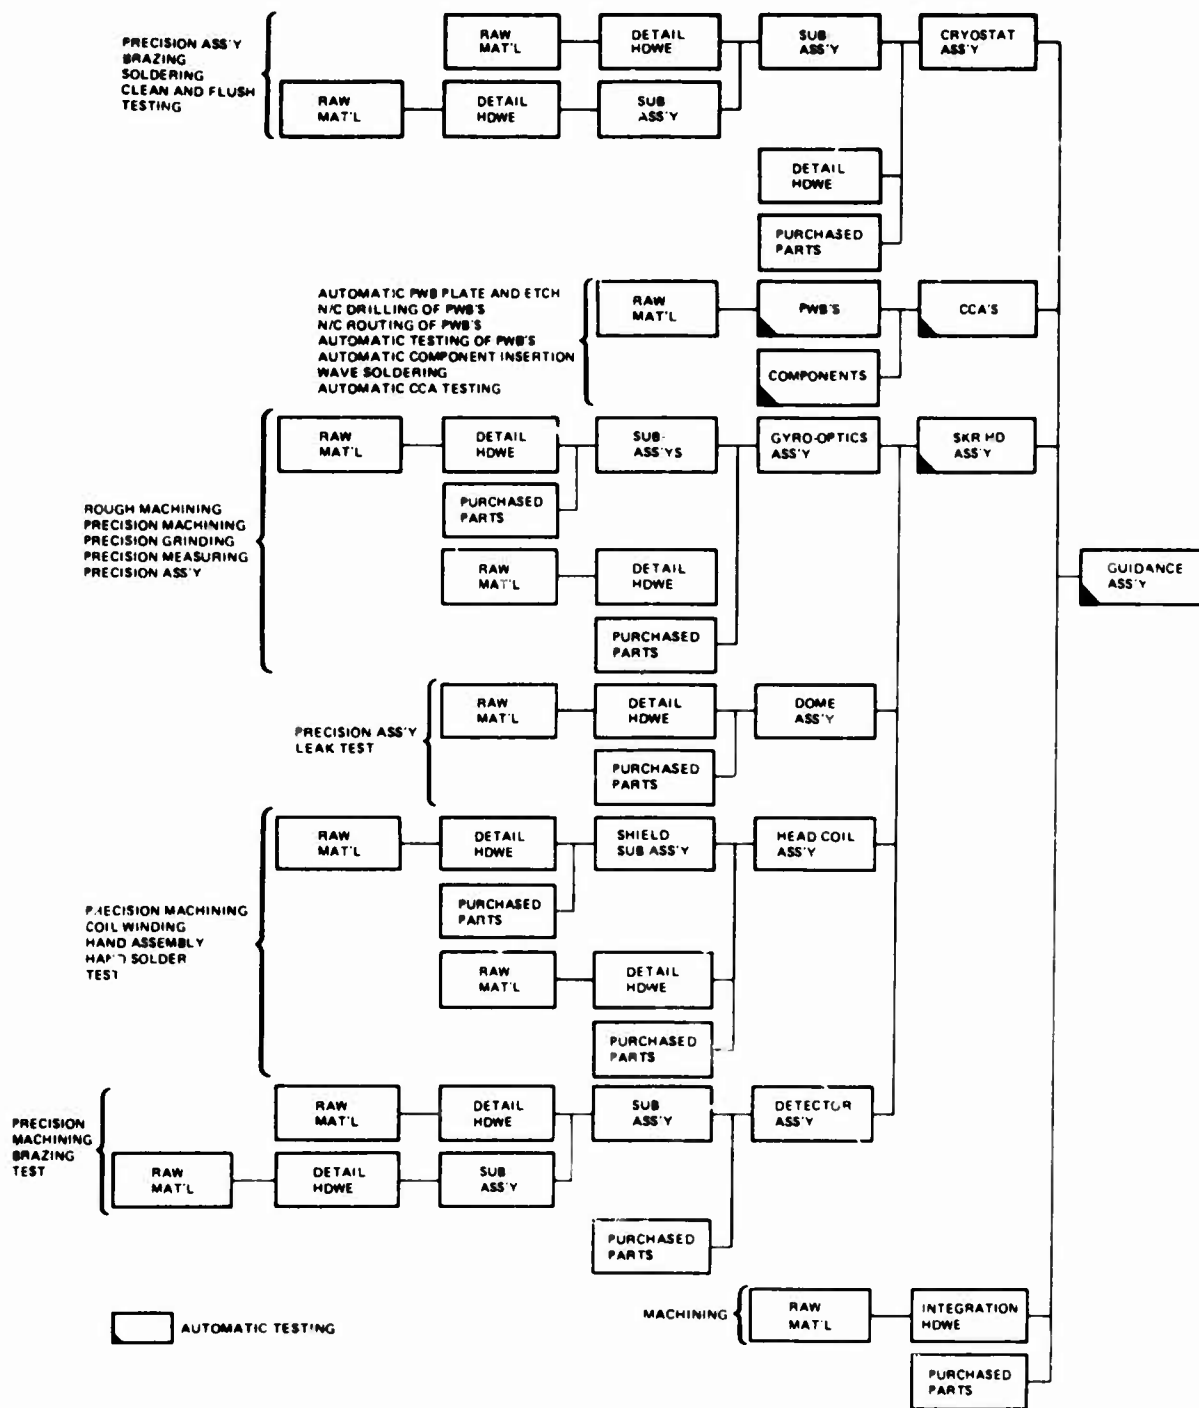 PRECISION ASS'Y
BRAZING
SOLDERING
CLEAN AND FLUSH
TESTING
RAW
MAT'L
DETAIL
HDWE
SUB
ASS'Y
CRYOSTAT
ASS'Y
RAW
MAT'L
DETAIL
HDWE
SUB
ASS'Y
DETAIL
HDWE
PURCHASED
PARTS
AUTOMATIC PWB PLATE AND ETCH
N/C DRILLING OF PWB'S
N/C ROUTING OF PWB'S
AUTOMATIC TESTING OF PWB'S
AUTOMATIC COMPONENT INSERTION
WAVE SOLDERING
AUTOMATIC CCA TESTING
RAW
MAT'L
PWB'S
CCA'S
COMPONENTS
ROUGH MACHINING
PRECISION MACHINING
PRECISION GRINDING
PRECISION MEASURING
PRECISION ASS'Y
RAW
MAT'L
DETAIL
HDWE
SUB-
ASS'YS
GYRO-OPTICS
ASS'Y
SKR HD
ASS'Y
PURCHASED
PARTS
RAW
MAT'L
DETAIL
HDWE
GUIDANCE
ASS'Y
PURCHASED
PARTS
PRECISION ASS'Y
LEAK TEST
RAW
MAT'L
DETAIL
HDWE
DOME
ASS'Y
PURCHASED
PARTS
PRECISION MACHINING
COIL WINDING
HAND ASSEMBLY
HAND SOLDER
TEST
RAW
MAT'L
DETAIL
HDWE
SHIELD
SUB ASS'Y
HEAD COIL
ASS'Y
PURCHASED
PARTS
RAW
MAT'L
DETAIL
HDWE
PURCHASED
PARTS
PRECISION
MACHINING
BRAZING
TEST
RAW
MAT'L
DETAIL
HDWE
SUB
ASS'Y
DETECTOR
ASS'Y
RAW
MAT'L
DETAIL
HDWE
SUB
ASS'Y
PURCHASED
PARTS
MACHINING
RAW
MAT'L
INTEGRATION
HDWE
PURCHASED
PARTS
AUTOMATIC TESTING